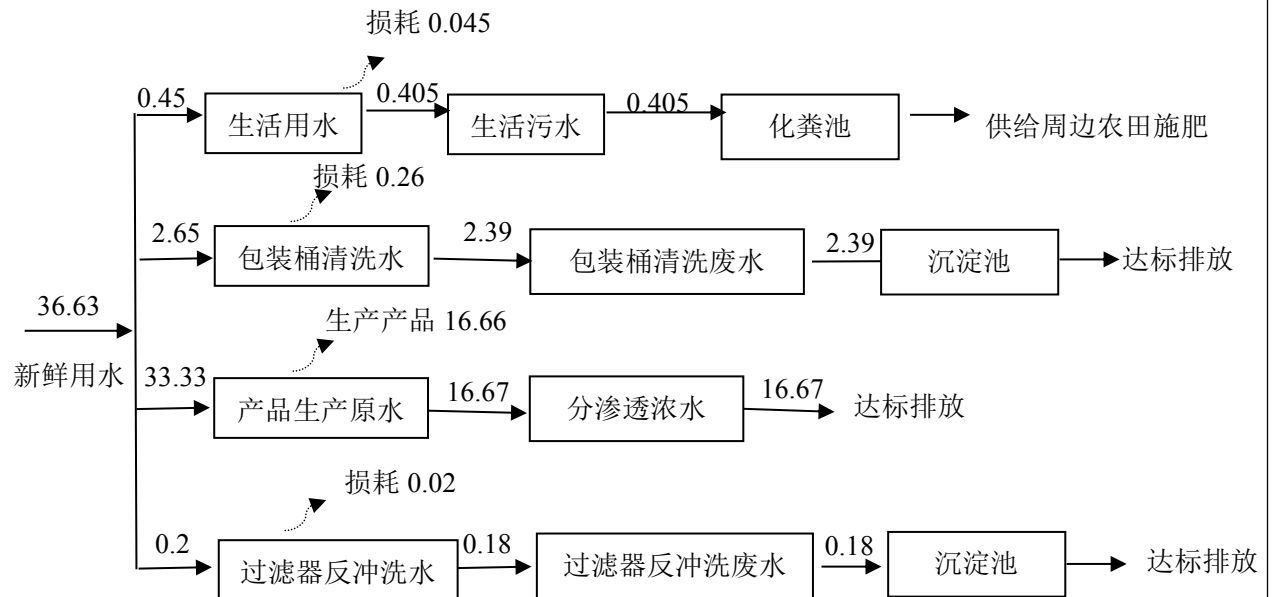 损耗 0.045
0.45
生活用水
0.405
生活污水
0.405
化粪池
供给周边农田施肥
损耗 0.26
2.65
包装桶清洗水
2.39
包装桶清洗废水
2.39
沉淀池
达标排放
36.63
新鲜用水
生产产品 16.66
33.33
产品生产原水
16.67
分渗透浓水
16.67
达标排放
损耗 0.02
0.2
过滤器反冲洗水
0.18
过滤器反冲洗废水
0.18
沉淀池
达标排放